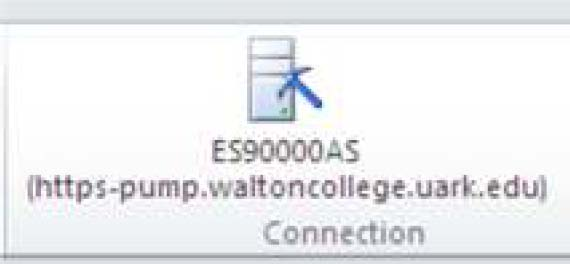 ES90000AS
(https-pump.waltoncollege.uark.edu)
Connection